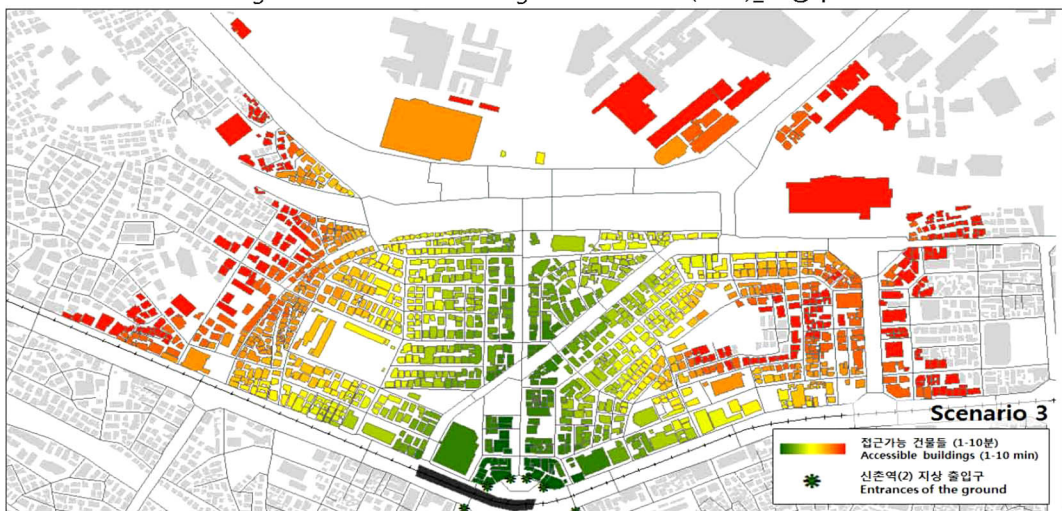 Scenario 3
접근가능 건물들 (1-10분)
Accessible buildings (1-10 min)
신촌역(2) 지상 출입구
Entrances of the ground